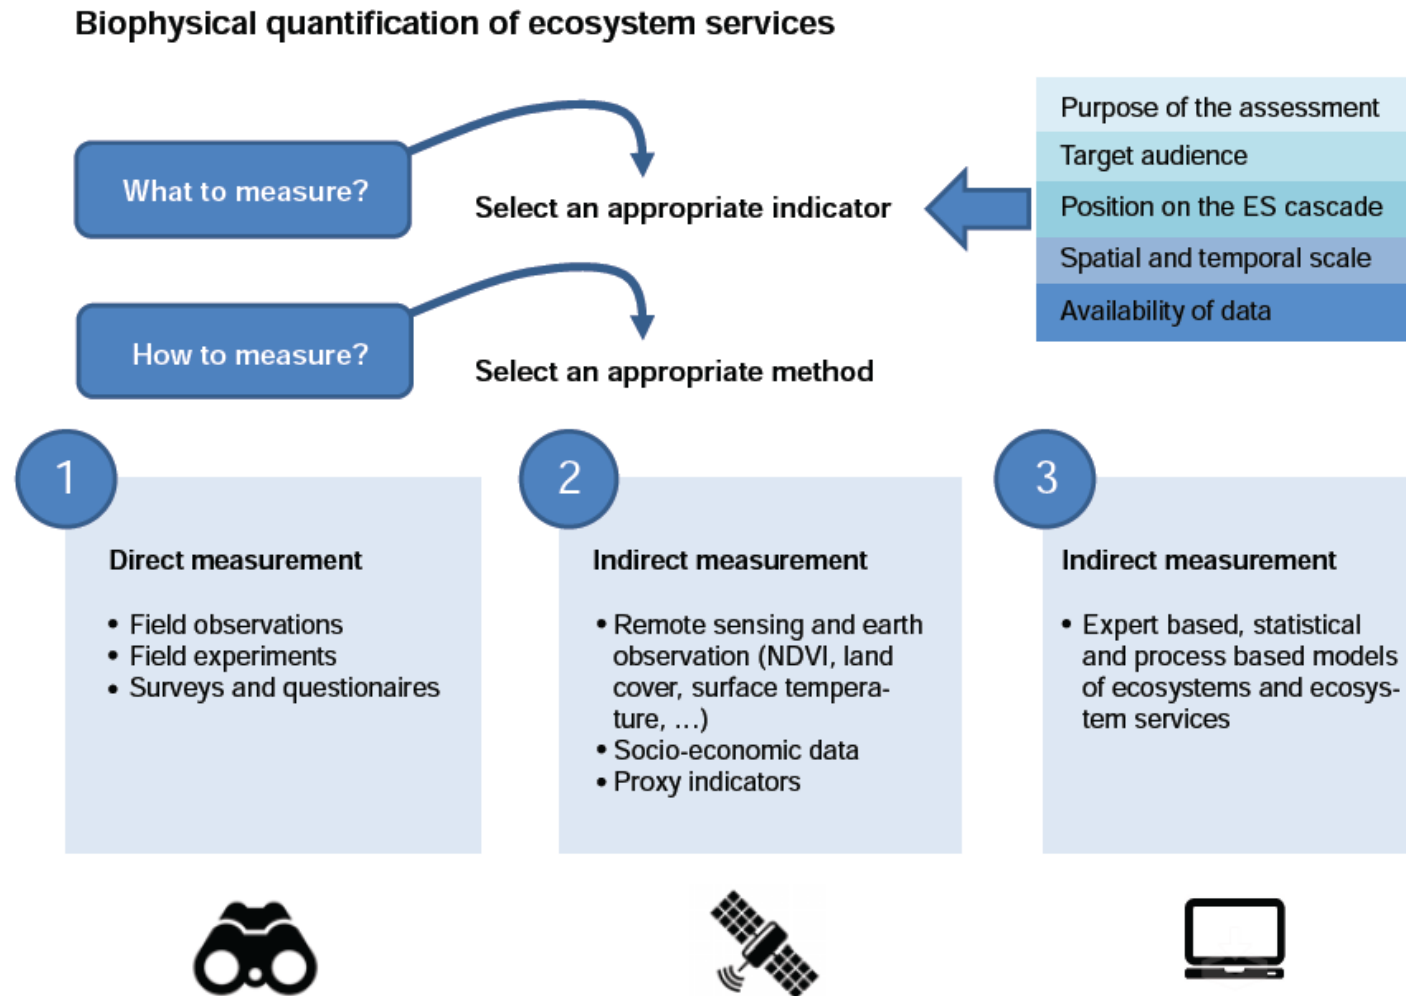 Biophysical quantification of ecosystem services
What to measure?
Select an appropriate indicator
Purpose of the assessment
Target audience
Position on the ES cascade
Spatial and temporal scale
Availability of data
How to measure?
Select an appropriate method
1
Direct measurement
• Field observations
• Field experiments
• Surveys and questionaires
2
Indirect measurement
• Remote sensing and earth
observation (NDVI, land
cover, surface tempera-
ture, ...)
• Socio-economic data
• Proxy indicators
3
Indirect measurement
• Expert based, statistical
and process based models
of ecosystems and ecosys-
tem services